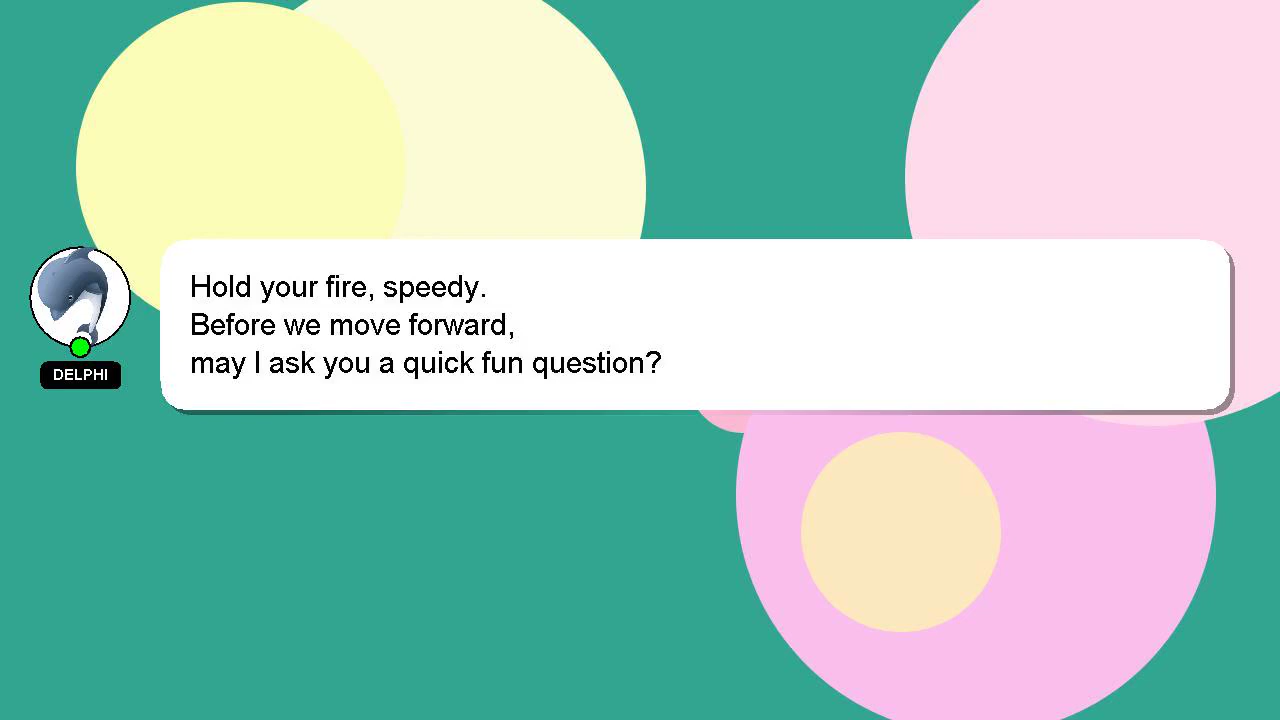 Hold your fire, speedy.
Before we move forward,
may I ask you a quick fun question?
DELPHI